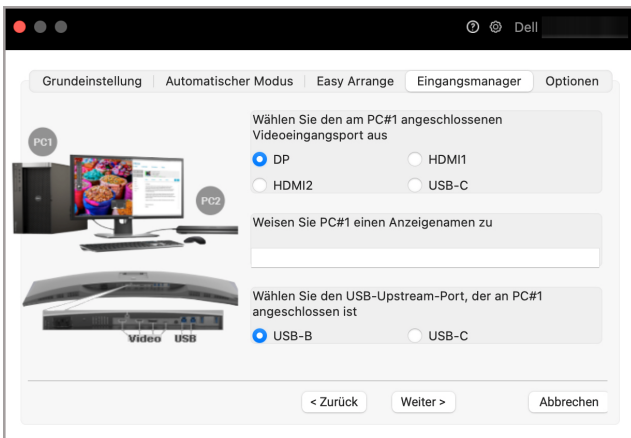 Dell
Grundeinstellung
Automatischer Modus
Easy Arrange
Eingangsmanager
Optionen
PC1
PC2
Video USB
Wählen Sie den am PC#1 angeschlossenen
Videoeingangsport aus
DP
HDMI1
HDMI2
USB-C
Weisen Sie PC#1 einen Anzeigenamen zu
Wählen Sie den USB-Upstream-Port, der an PC#1
angeschlossen ist
USB-B
USB-C
< Zurück
Weiter >
Abbrechen